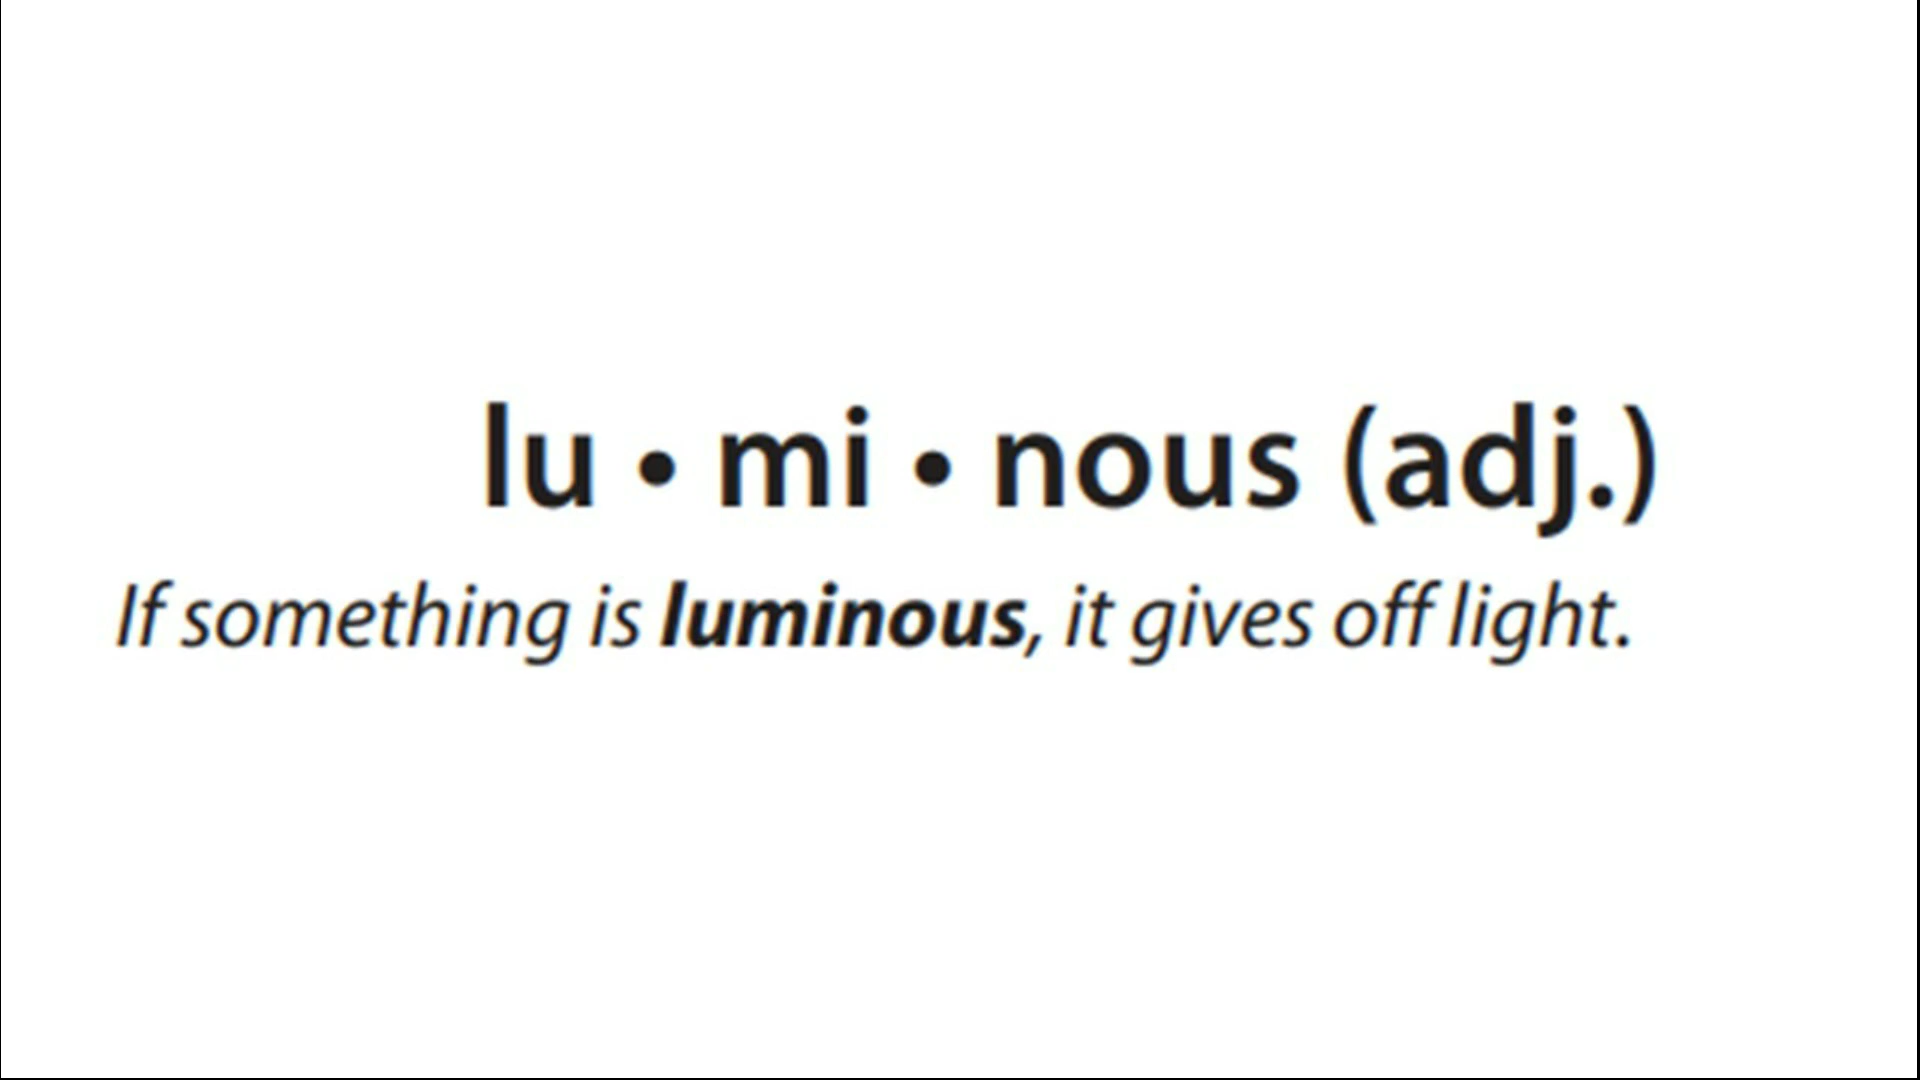 lu • mi • nous (adj.)
If something is luminous, it gives off light.